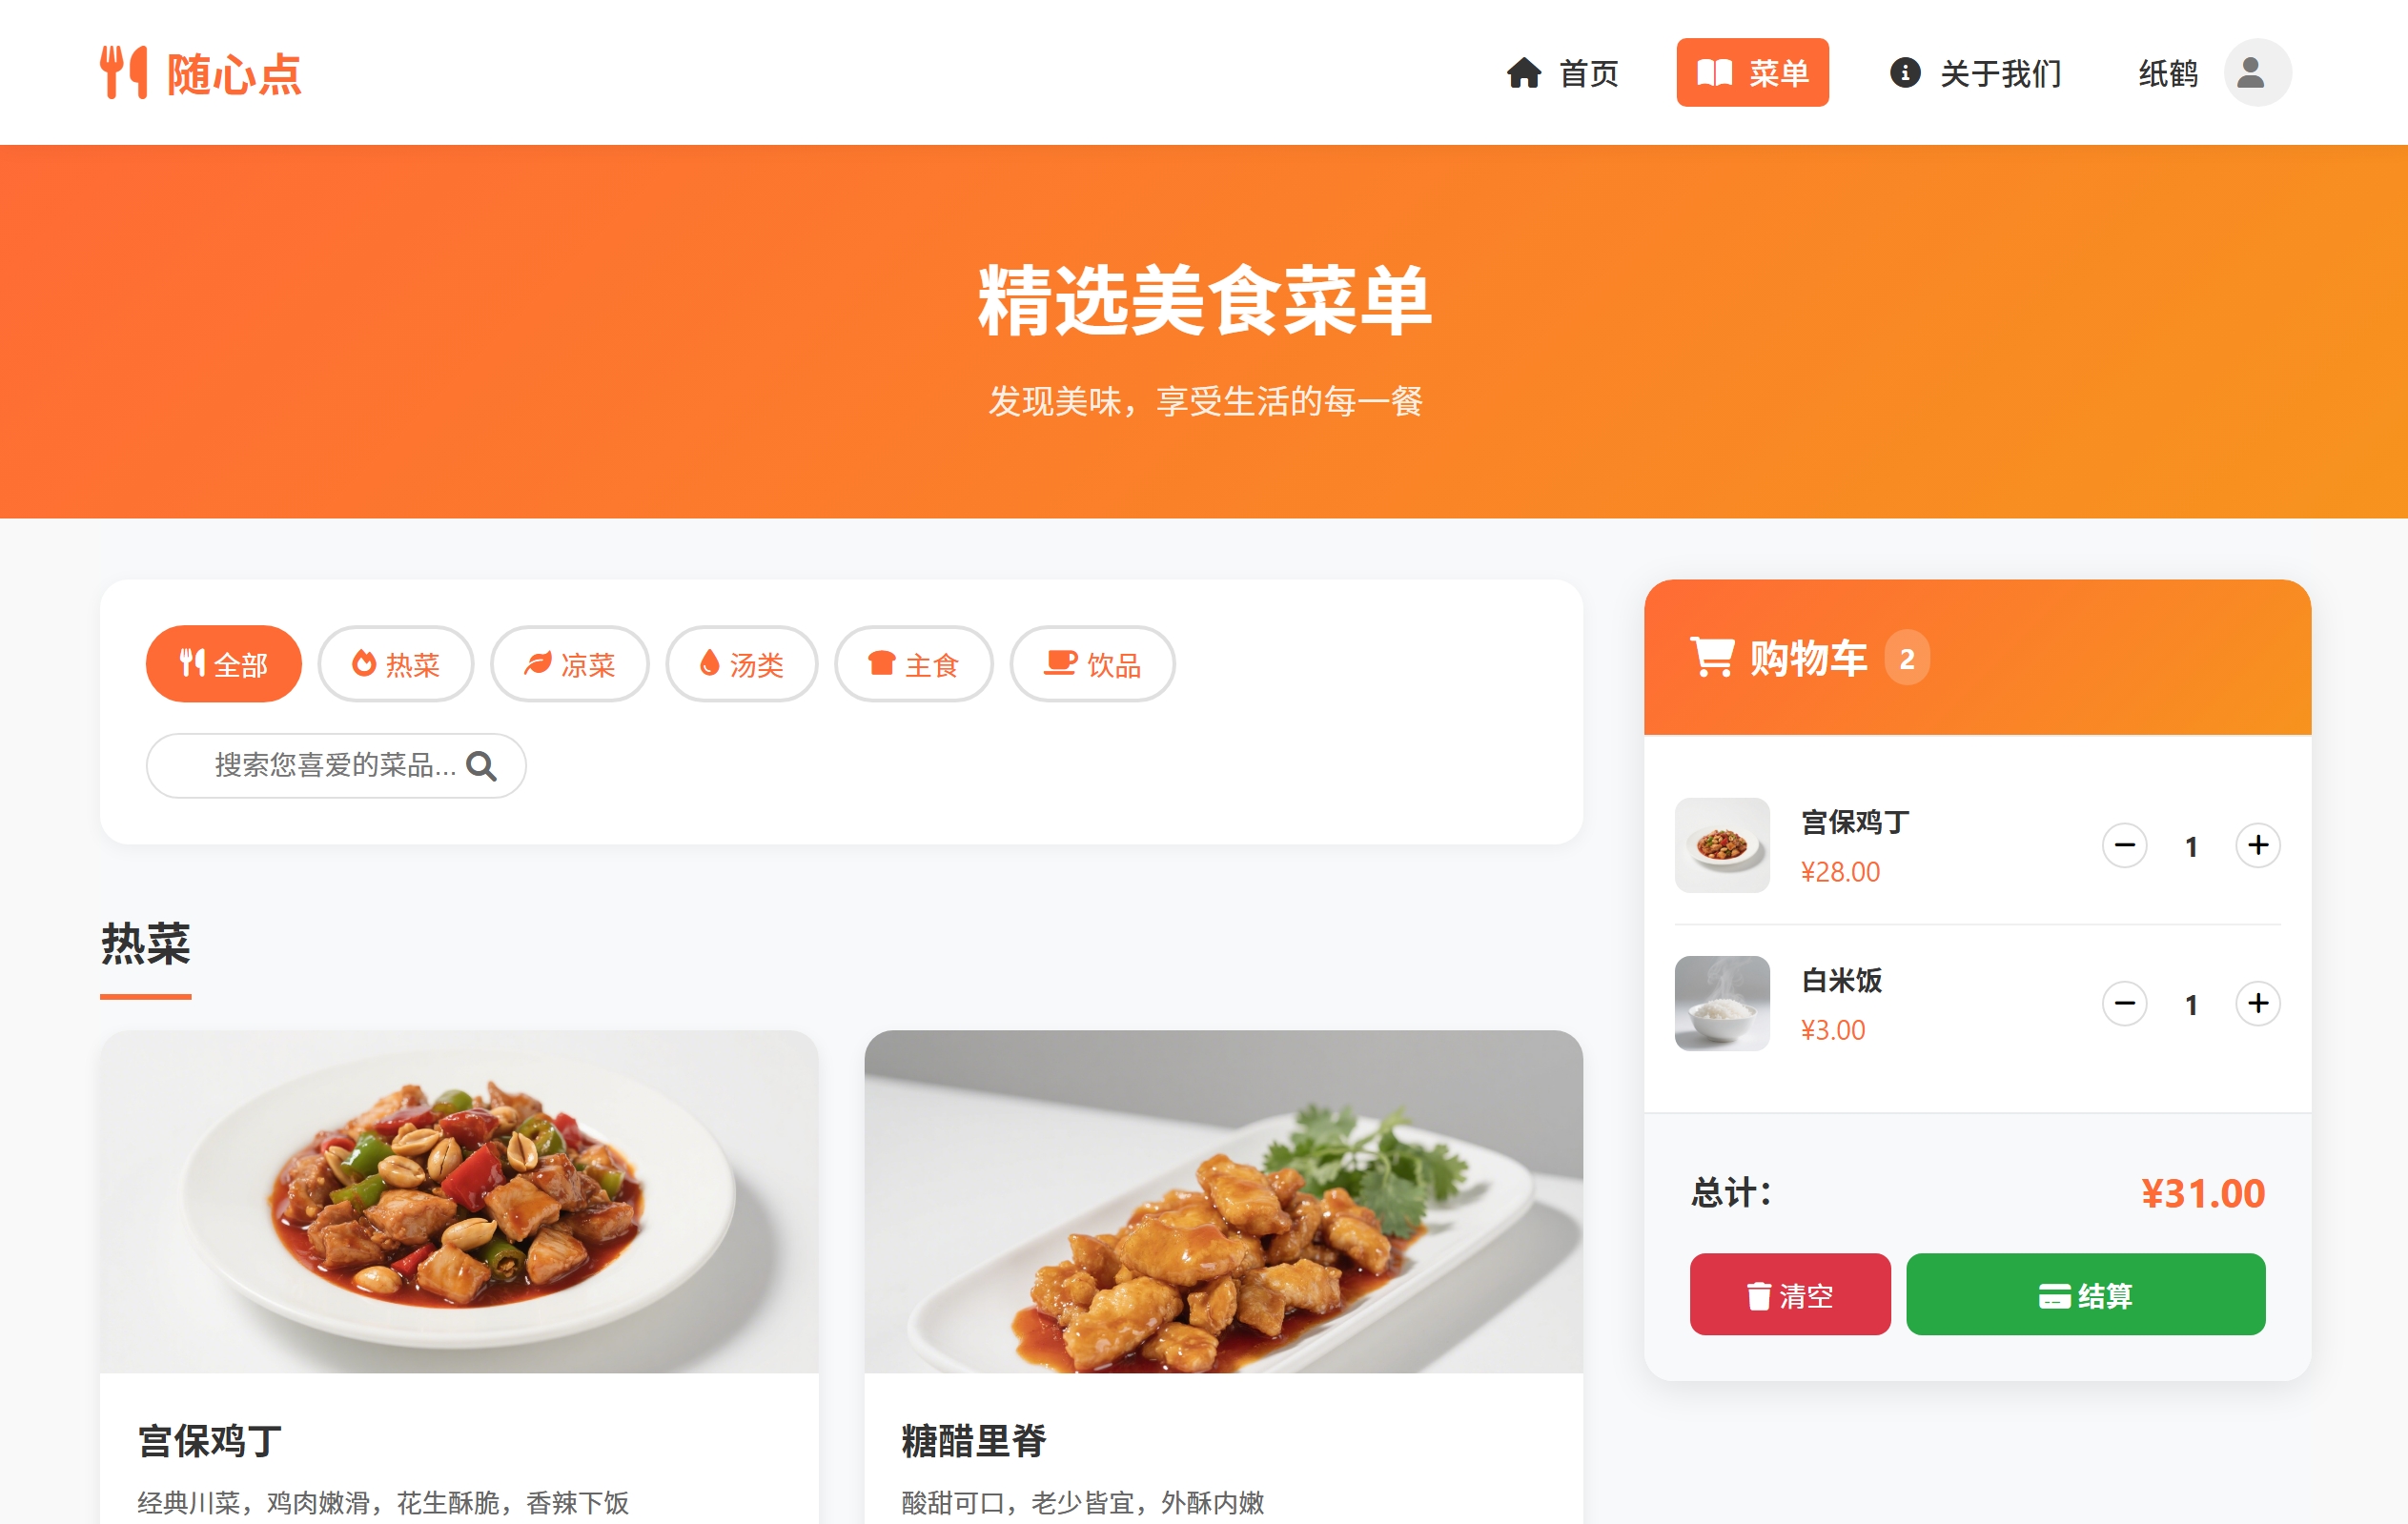 随心点
首页
菜单
关于我们
纸鹤
精选美食菜单
发现美味，享受生活的每一餐
全部
热菜
凉菜
汤类
主食
饮品
搜索您喜爱的菜品...
热菜
宫保鸡丁
经典川菜，鸡肉嫩滑，花生酥脆，香辣下饭
糖醋里脊
酸甜可口，老少皆宜，外酥内嫩
购物车 2
宫保鸡丁
¥28.00
1
白米饭
¥3.00
1
总计：
¥31.00
清空
结算